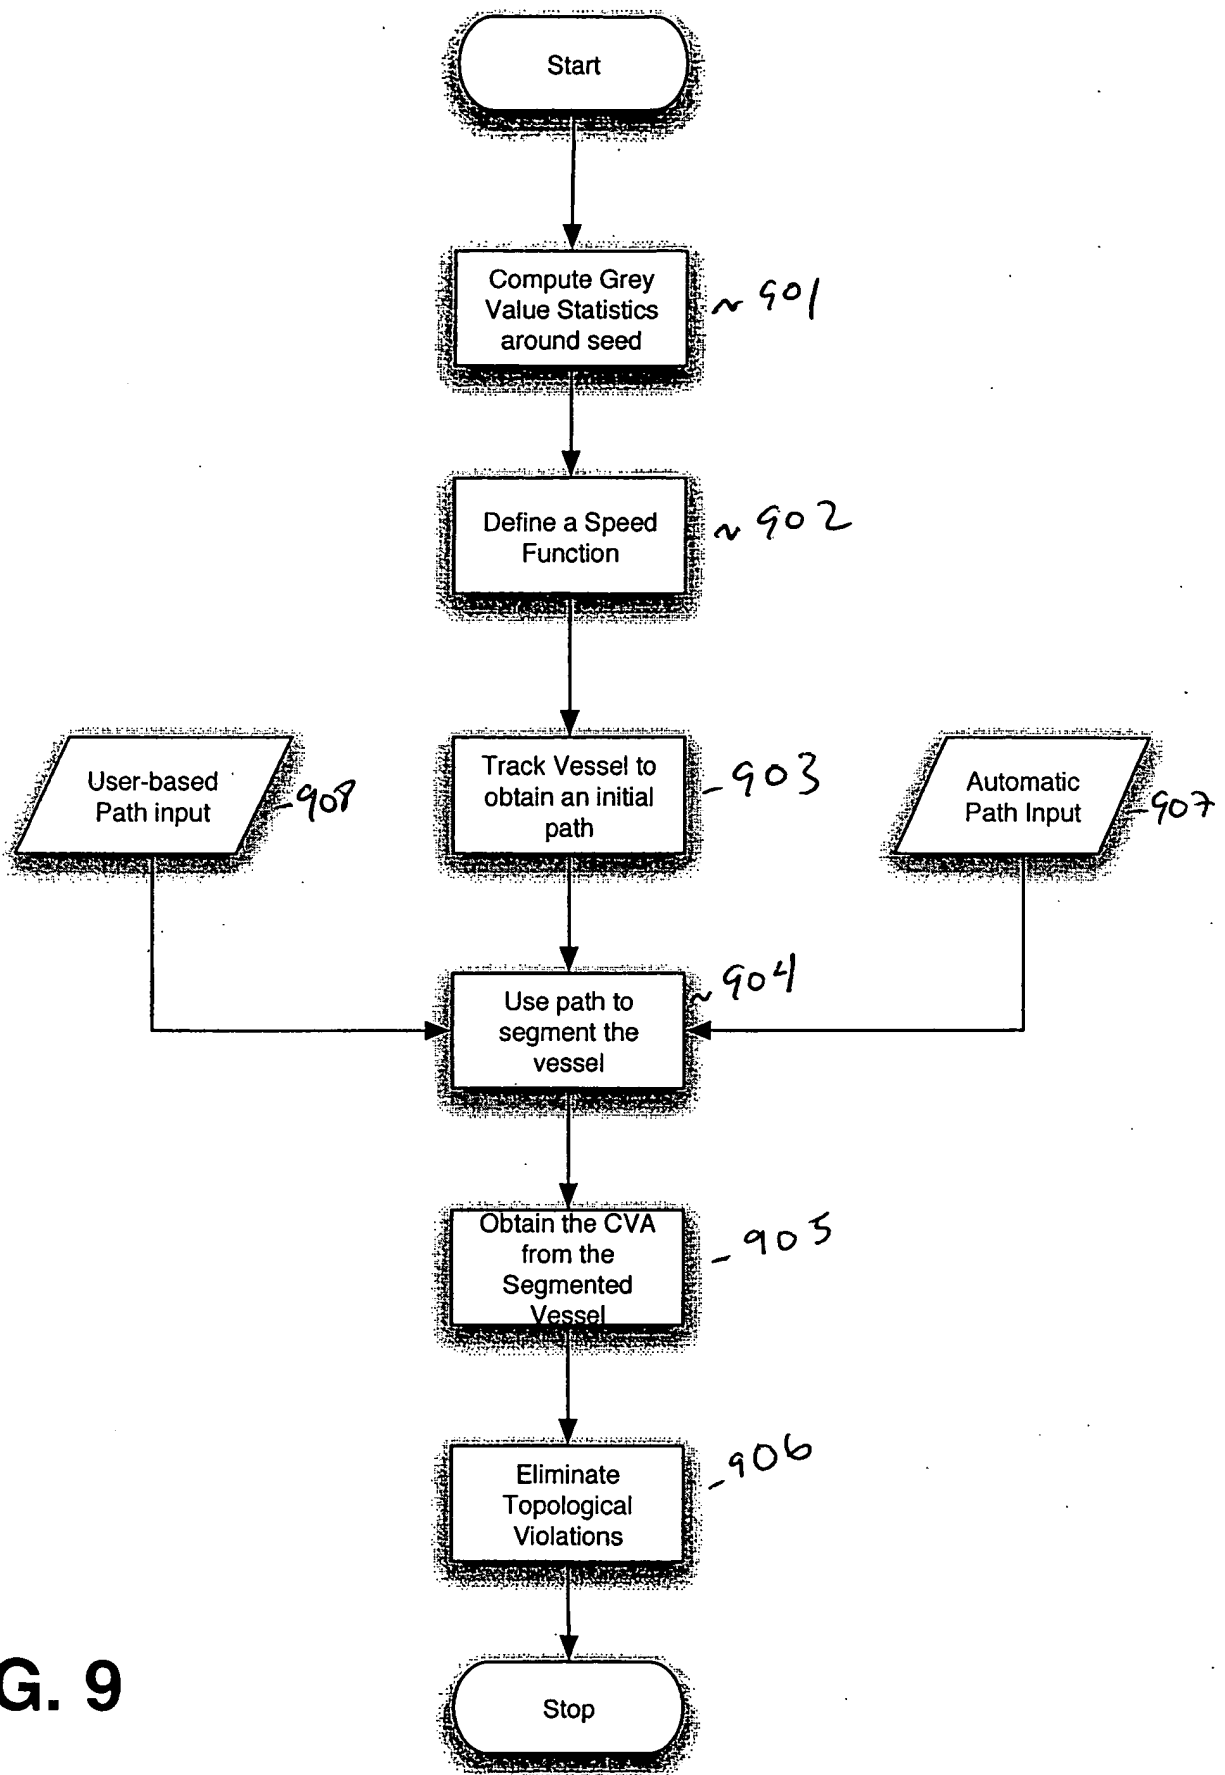 Start
Compute Grey
Value Statistics
around seed
~ 901
Define a Speed
Function
~ 902
User-based
Path input
-908
Track Vessel to
obtain an initial
path
-903
Automatic
Path Input
-907
Use path to
segment the
vessel
~ 904
Obtain the CVA
from the
Segmented
Vessel
-905
Eliminate
Topological
Violations
-906
Stop
G. 9